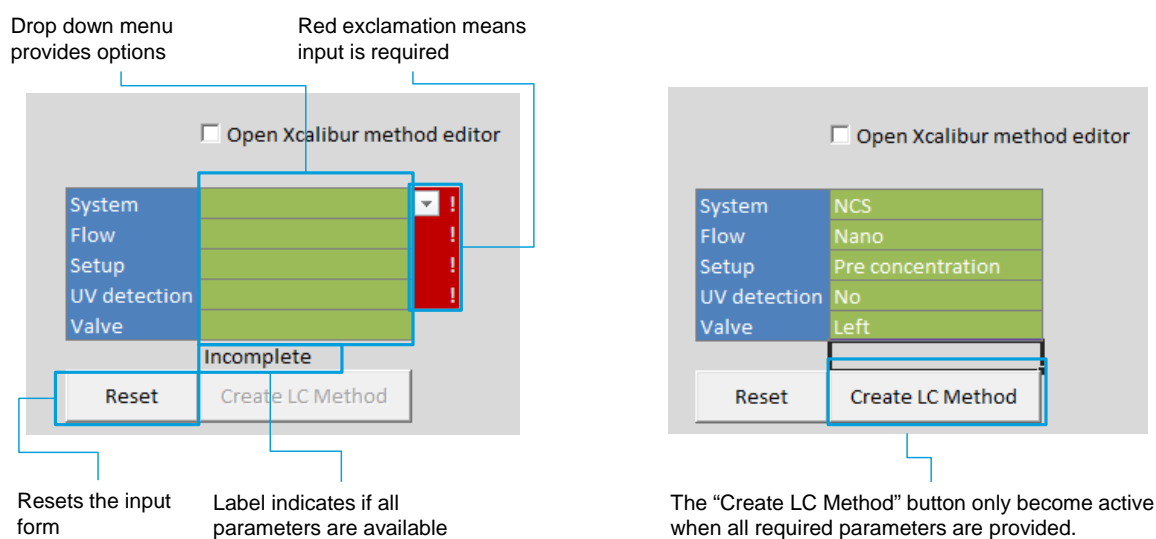 Drop down menu
provides options
Red exclamation means
input is required
Open Xcalibur method editor
System
!
Flow
!
Setup
!
UV detection
!
Valve
Incomplete
Reset
Create LC Method
Resets the input
form
Label indicates if all
parameters are available
Open Xcalibur method editor
System NCS
Flow Nano
Setup Pre concentration
UV detection No
Valve Left
Reset
Create LC Method
The “Create LC Method” button only become active
when all required parameters are provided.